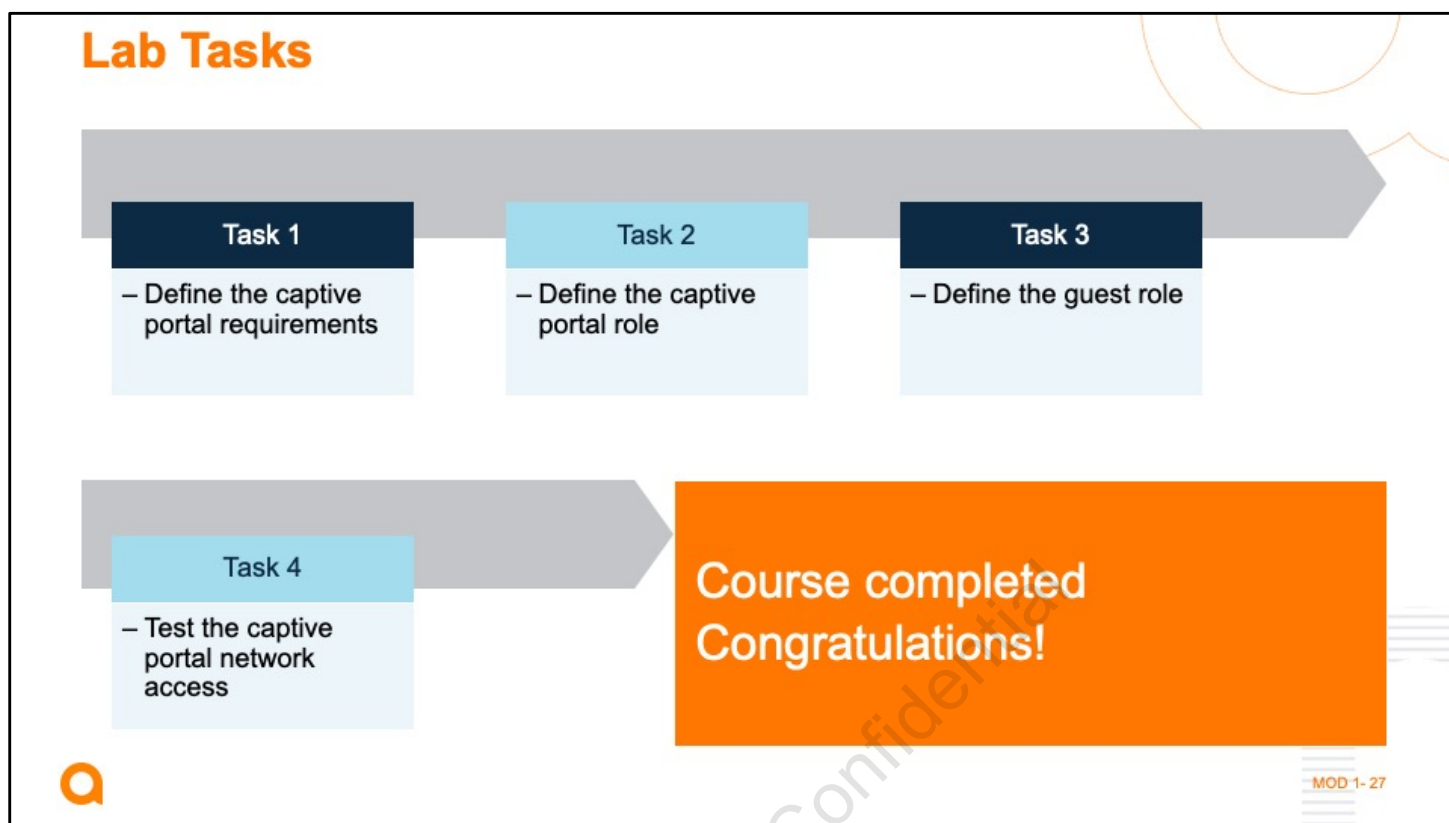 Lab Tasks
Task 1
– Define the captive
portal requirements
Task 2
– Define the captive
portal role
Task 3
– Define the guest role
Task 4
– Test the captive
portal network
access
Course completed
Congratulations!
Confidential
MOD 1- 27